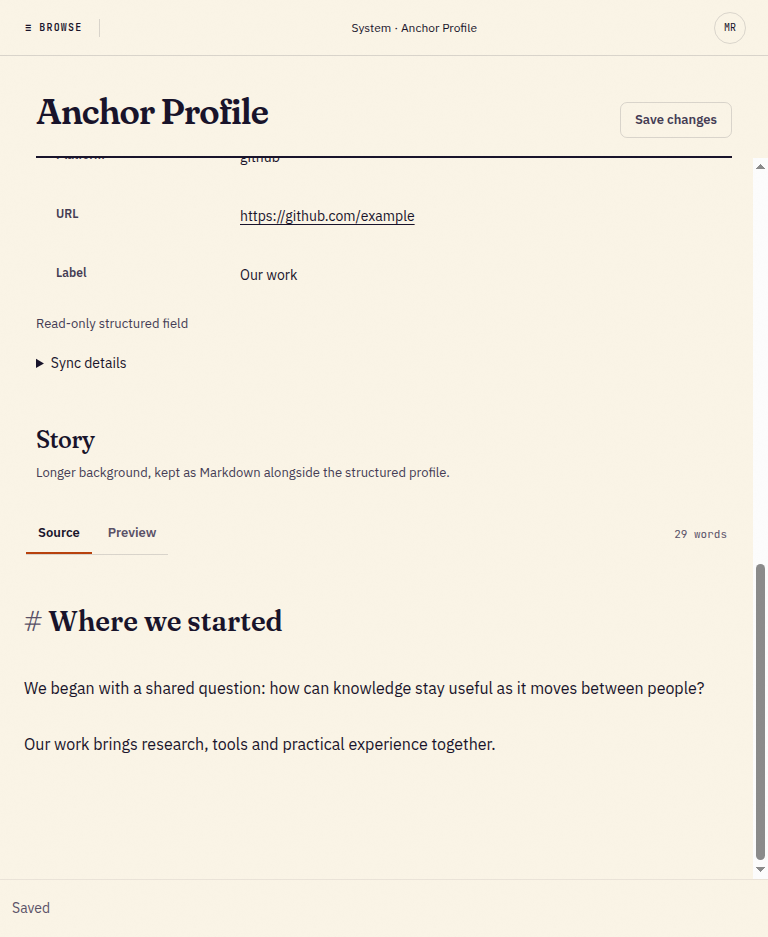 ≡ BROWSE
System · Anchor Profile
MR
Anchor Profile
Save changes
github
URL
https://github.com/example
Label
Our work
Read-only structured field
▶ Sync details
Story
Longer background, kept as Markdown alongside the structured profile.
Source
Preview
29 words
# Where we started
We began with a shared question: how can knowledge stay useful as it moves between people?
Our work brings research, tools and practical experience together.
Saved